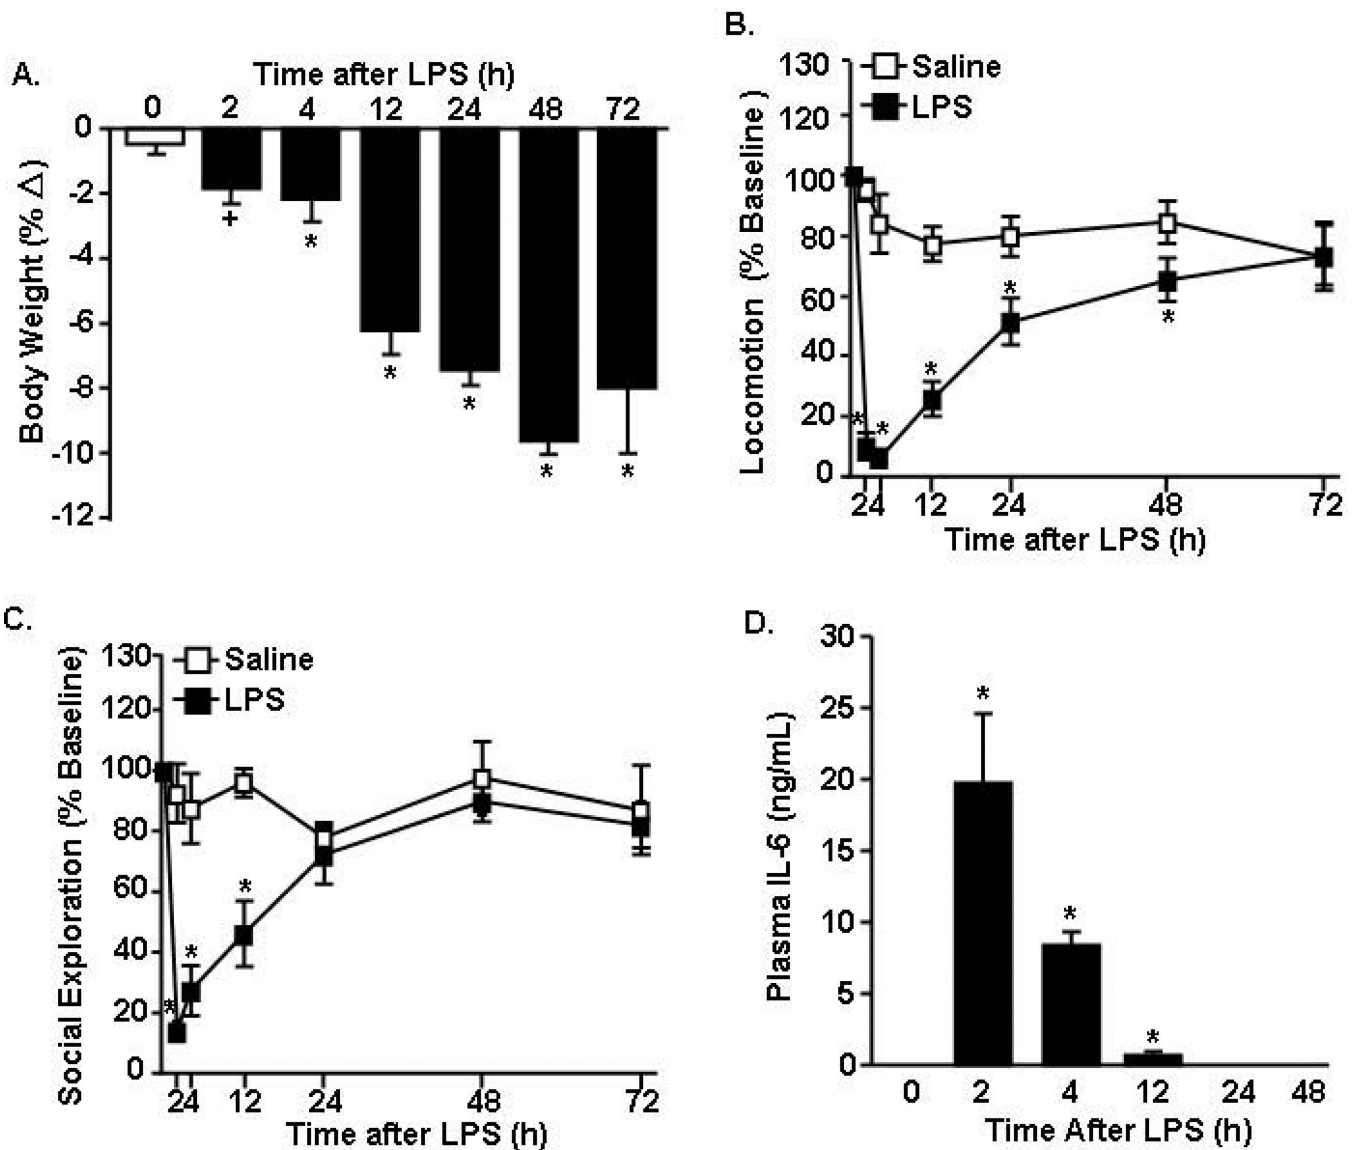 A.
Time after LPS (h)
0 2 4 12 24 48 72
Body Weight (% Δ)
0
-2
-4
-6
-8
-10
-12
+
*
*
*
*
*
B.
Saline
LPS
Locomotion (% Baseline)
130
120
100
80
60
40
20
0
*
*
*
*
*
24 12 24 48 72
Time after LPS (h)
C.
Saline
LPS
Social Exploration (% Baseline)
130
120
100
80
60
40
20
0
*
*
*
24 12 24 48 72
Time after LPS (h)
D.
Plasma IL-6 (ng/mL)
30
25
20
15
10
5
0
*
*
*
0 2 4 12 24 48
Time After LPS (h)